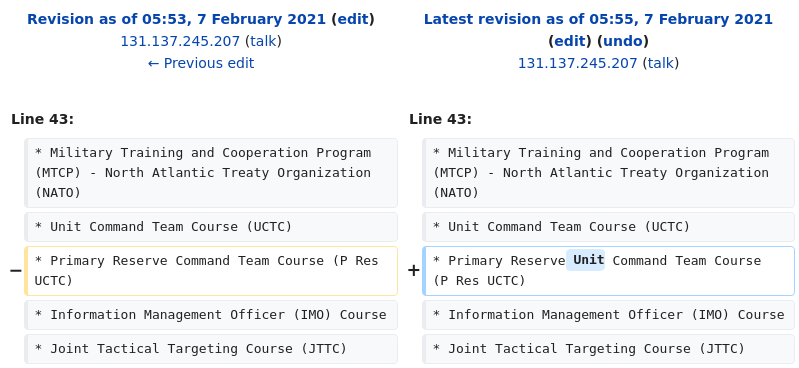 Revision as of 05:53, 7 February 2021 (edit)
131.137.245.207 (talk)
← Previous edit
Latest revision as of 05:55, 7 February 2021
(edit) (undo)
131.137.245.207 (talk)
Line 43:
* Military Training and Cooperation Program
(MTCP) - North Atlantic Treaty Organization
(NATO)
* Unit Command Team Course (UCTC)
− * Primary Reserve Command Team Course (P Res
UCTC)
* Information Management Officer (IMO) Course
* Joint Tactical Targeting Course (JTTC)
Line 43:
* Military Training and Cooperation Program
(MTCP) - North Atlantic Treaty Organization
(NATO)
* Unit Command Team Course (UCTC)
+ * Primary Reserve Unit Command Team Course
(P Res UCTC)
* Information Management Officer (IMO) Course
* Joint Tactical Targeting Course (JTTC)